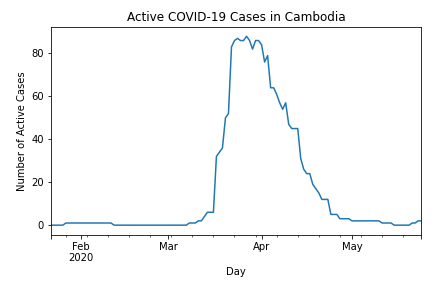 Active COVID-19 Cases in Cambodia
80
60
40
20
0
Number of Active Cases
Feb
2020
Mar
Apr
May
Day